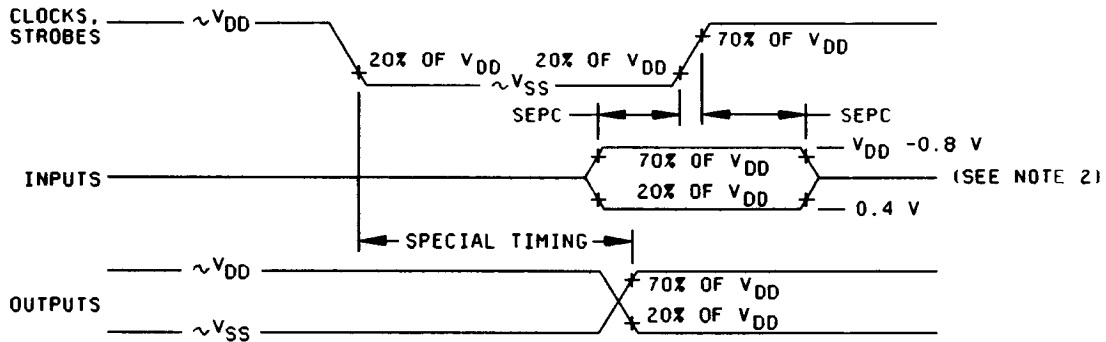 CLOCKS,
STROBES
~VDD
20% OF VDD
20% OF VDD
70% OF VDD
~VSS
SEPC
SEPC
INPUTS
70% OF VDD
20% OF VDD
VDD -0.8 V
0.4 V
(SEE NOTE 2)
SPECIAL TIMING
OUTPUTS
~VDD
~VSS
70% OF VDD
20% OF VDD